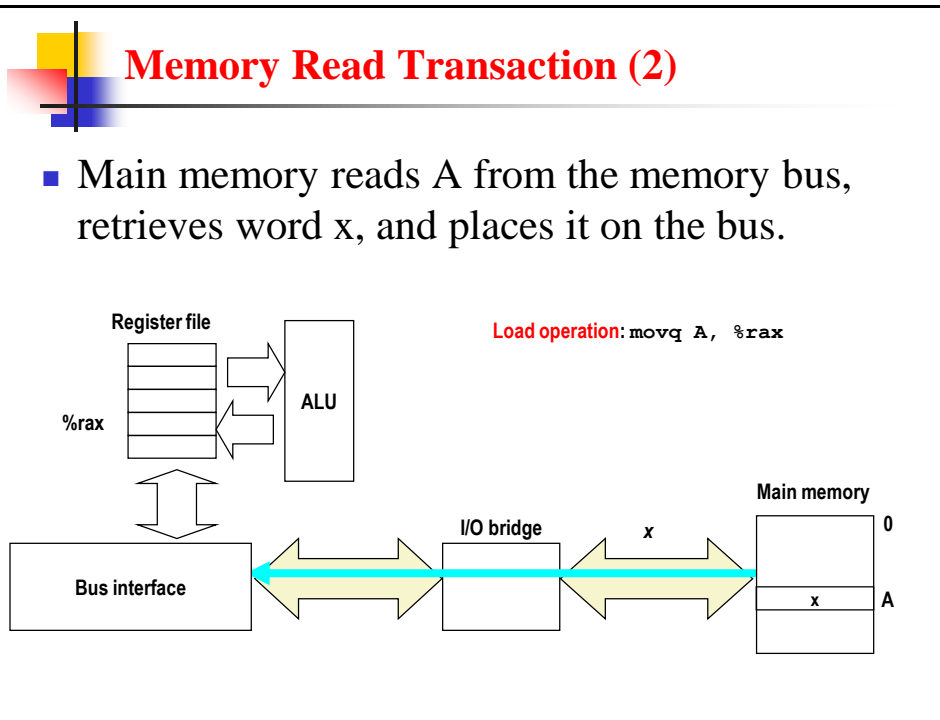 Memory Read Transaction (2)
Main memory reads A from the memory bus,
retrieves word x, and places it on the bus.
Register file
Load operation: movq A, %rax
ALU
%rax
Main memory
0
I/O bridge
x
Bus interface
x
A